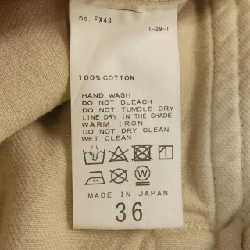 no. FX43
1-29-1
100% COTTON
HAND WASH
DO NOT BLEACH
DO NOT TUMBLE DRY
LINE DRY IN THE SHADE
WARM IRON
DO NOT DRY CLEAN
WET CLEAN
W
MADE IN JAPAN
36